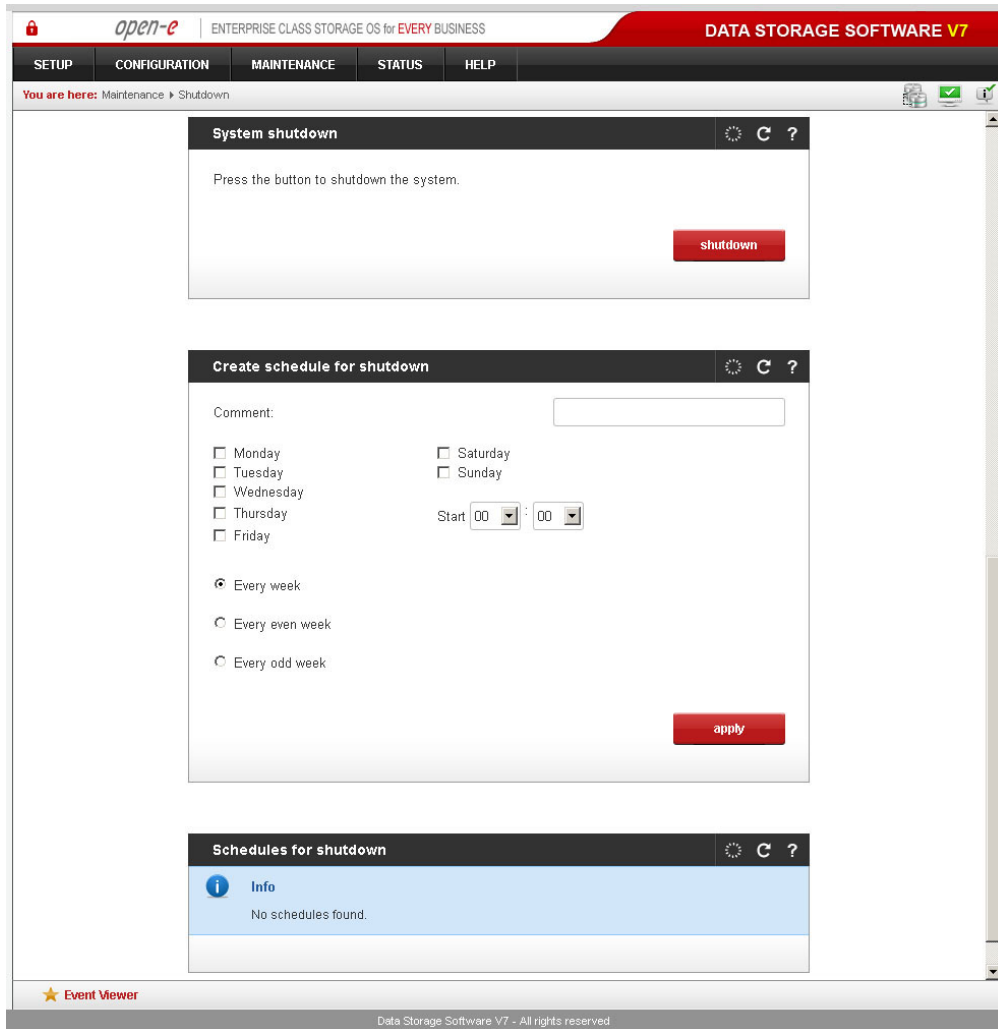 open-e ENTERPRISE CLASS STORAGE OS for EVERY BUSINESS DATA STORAGE SOFTWARE V7
SETUP CONFIGURATION MAINTENANCE STATUS HELP
You are here: Maintenance Shutdown
System shutdown ?
Press the button to shutdown the system.
shutdown
Create schedule for shutdown ?
Comment:
Monday Saturday
Tuesday Sunday
Wednesday
Thursday Start 00 : 00
Friday
Every week
Every even week
Every odd week
apply
Schedules for shutdown ?
Info
No schedules found.
Event Viewer
Data Storage Software V7 - All rights reserved